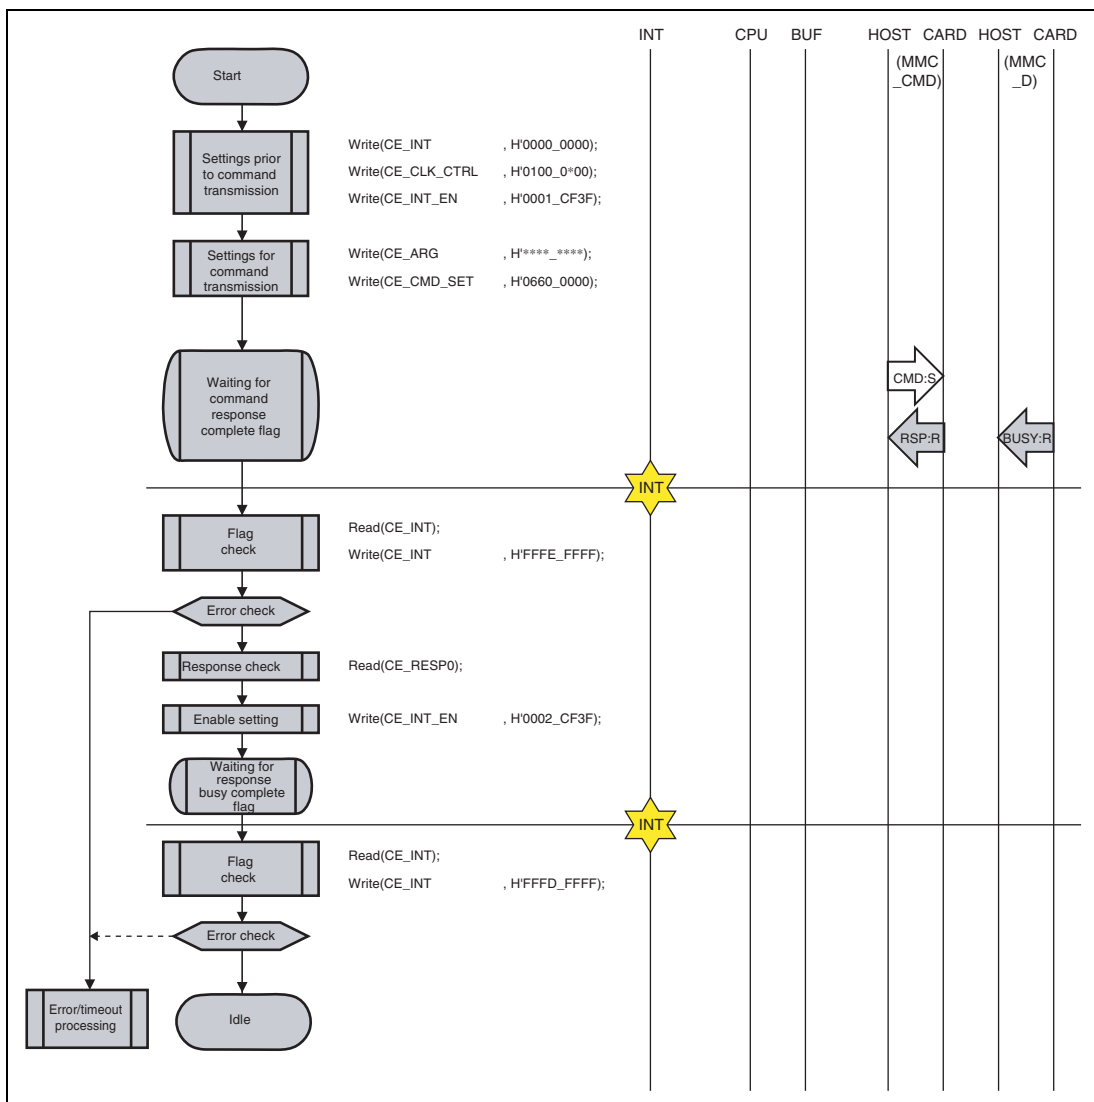 INT CPU BUF HOST CARD HOST CARD
(MMC
_CMD)
(MMC
_D)
Start
Settings prior
to command
transmission
Write(CE_INT , H'0000_0000);
Write(CE_CLK_CTRL , H'0100_0*00);
Write(CE_INT_EN , H'0001_CF3F);
Settings for
command
transmission
Write(CE_ARG , H'****_****);
Write(CE_CMD_SET , H'0660_0000);
Waiting for
command
response
complete flag
CMD:S
RSP:R
BUSY:R
INT
Flag
check
Read(CE_INT);
Write(CE_INT , H'FFFE_FFFF);
Error check
Response check
Read(CE_RESP0);
Enable setting
Write(CE_INT_EN , H'0002_CF3F);
Waiting for
response
busy complete
flag
INT
Flag
check
Read(CE_INT);
Write(CE_INT , H'FFFD_FFFF);
Error check
Error/timeout
processing
Idle